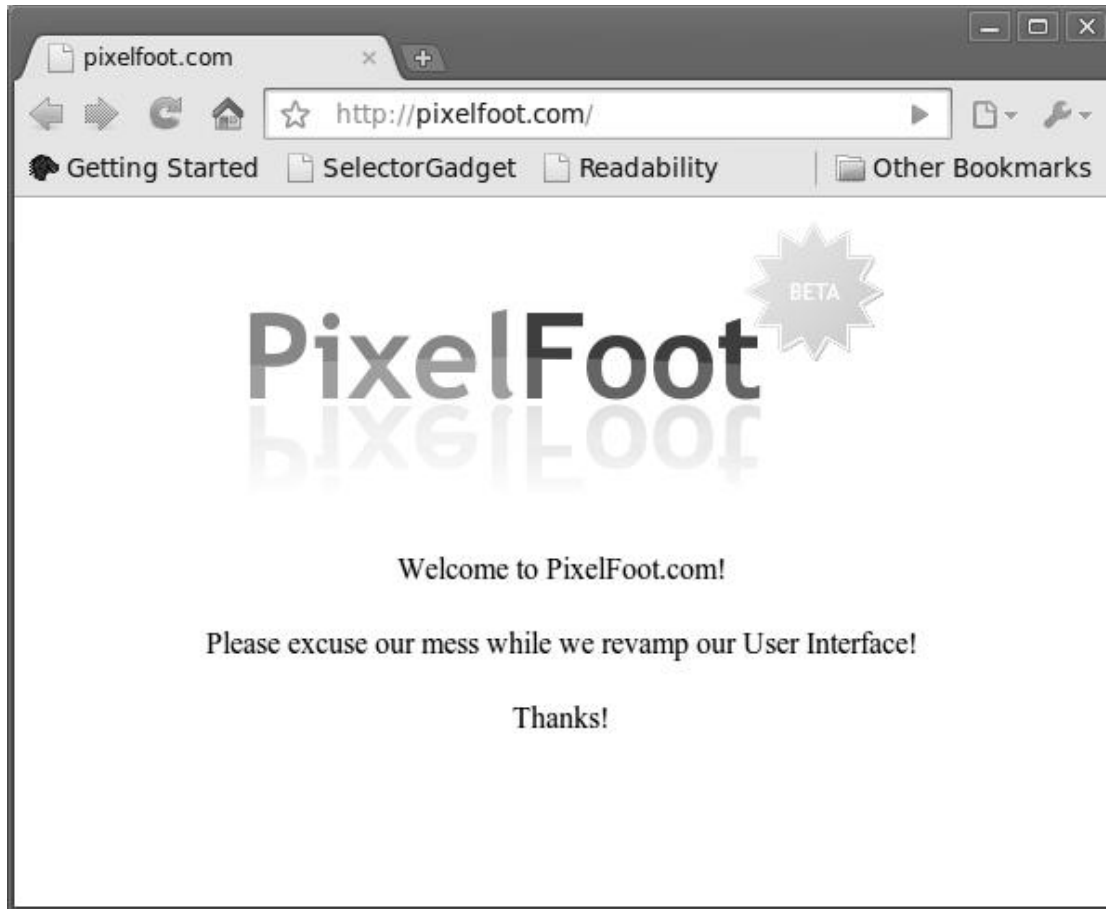 pixelfoot.com
http://pixelfoot.com/
Getting Started SelectorGadget Readability Other Bookmarks
BETA
PixelFoot
Welcome to PixelFoot.com!
Please excuse our mess while we revamp our User Interface!
Thanks!